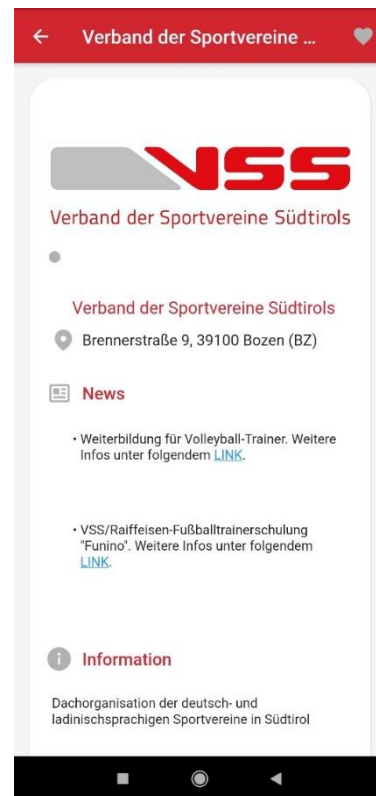 Verband der Sportvereine ...
VSS
Verband der Sportvereine Südtirols
Verband der Sportvereine Südtirols
Brennerstraße 9, 39100 Bozen (BZ)
News
• Weiterbildung für Volleyball-Trainer. Weitere
Infos unter folgendem LINK.
• VSS/Raiffeisen-Fußballtrainerschulung
"Funino". Weitere Infos unter folgendem
LINK.
Information
Dachorganisation der deutsch- und
ladinischsprachigen Sportvereine in Südtirol